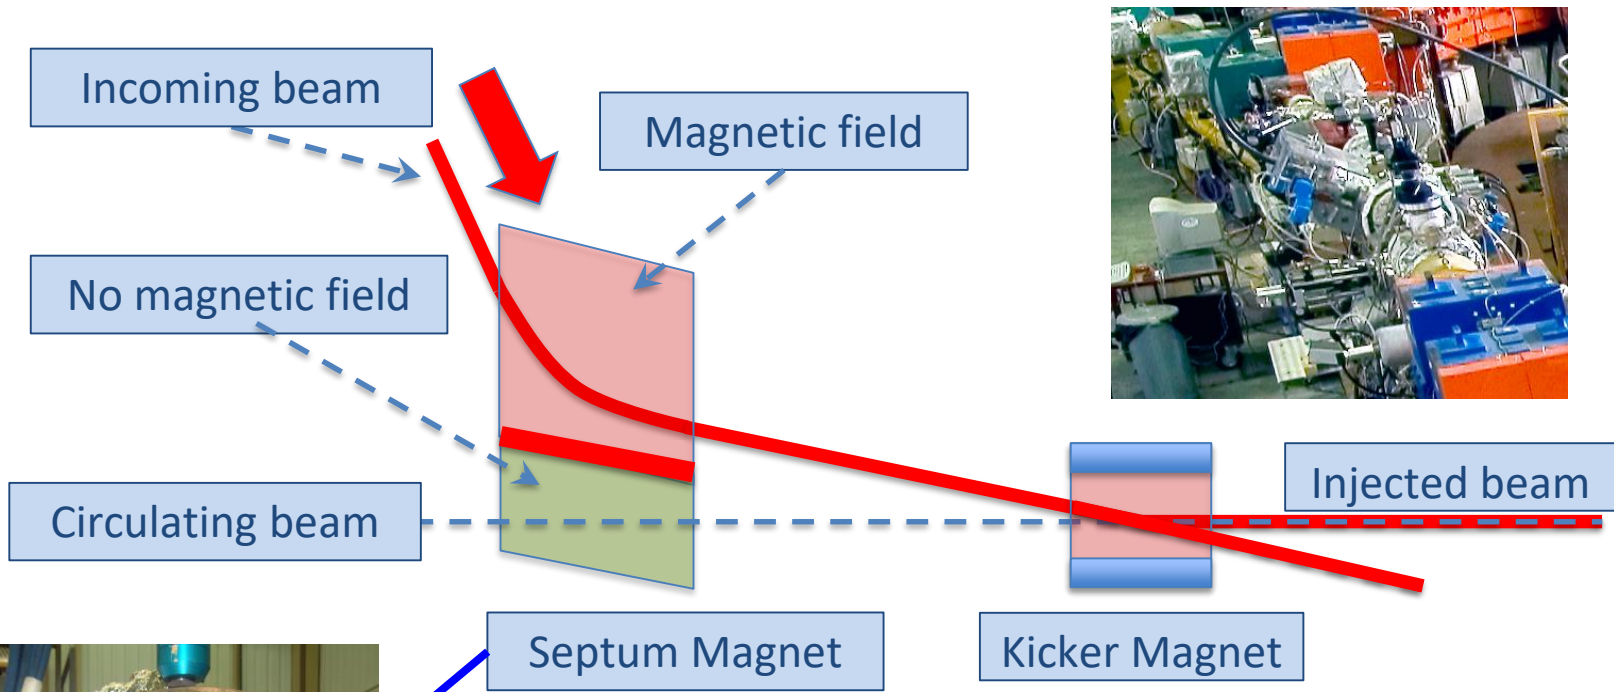 Incoming beam
Magnetic field
No magnetic field
Circulating beam
Injected beam
Septum Magnet
Kicker Magnet